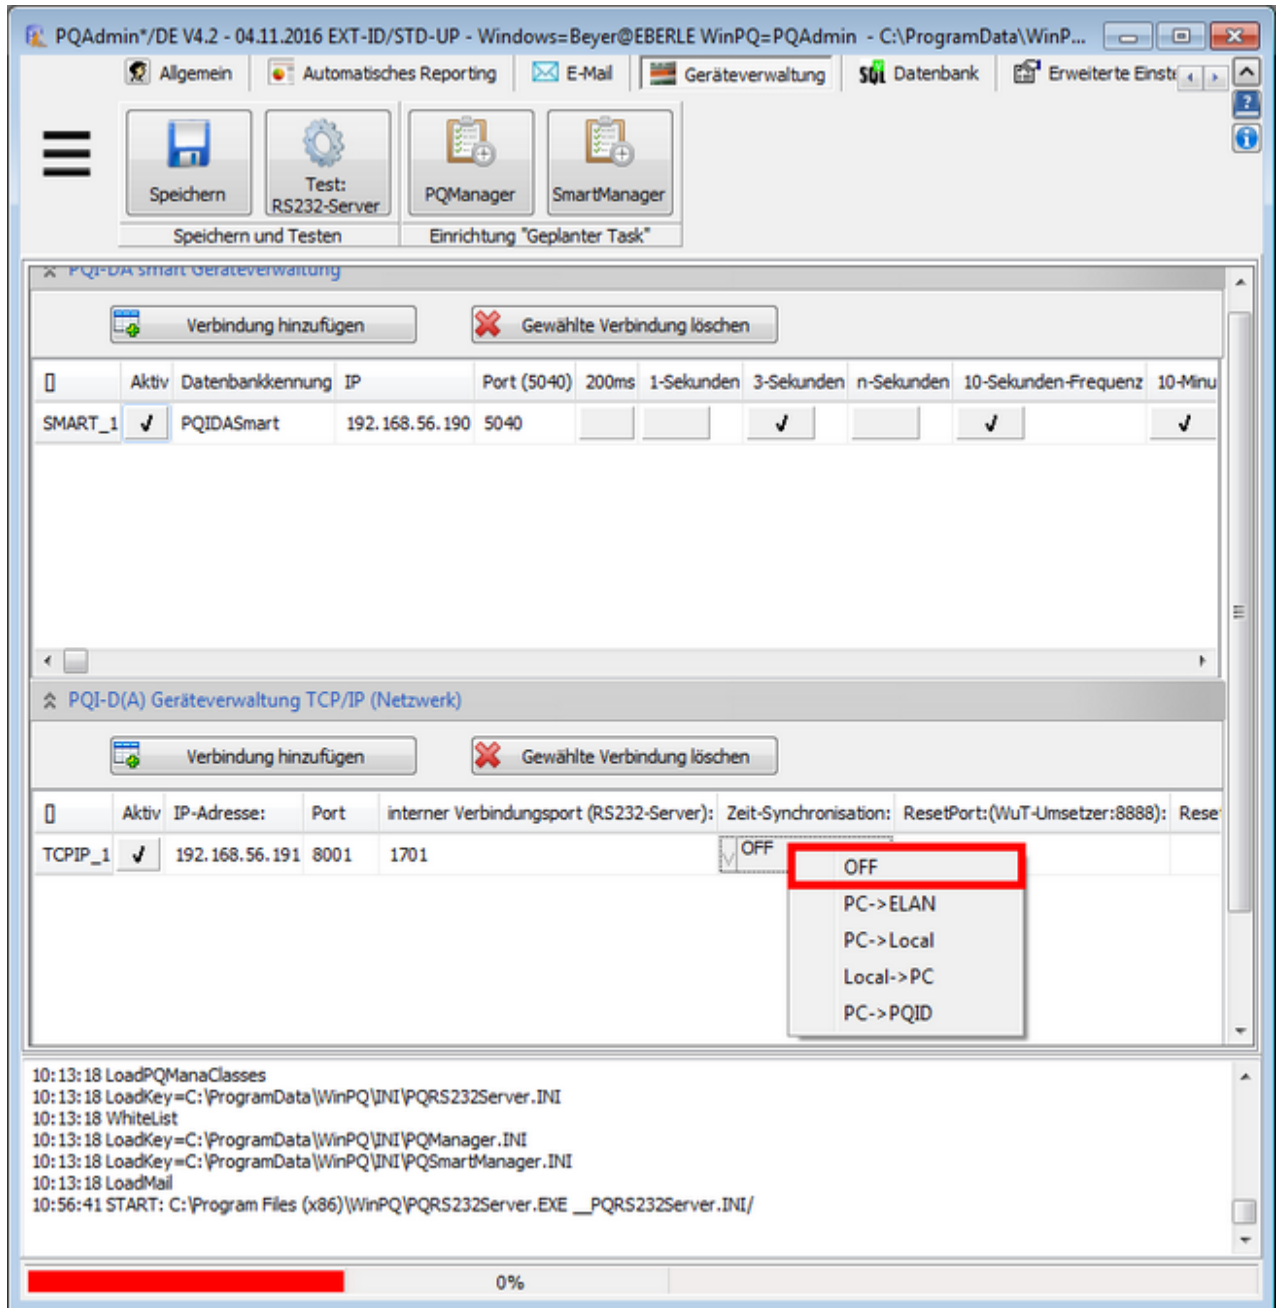 PQAdmin*/DE V4.2 - 04.11.2016 EXT-ID/STD-UP - Windows=Beyer@EBERLE WinPQ=PQAdmin - C:\ProgramData\WinP...
Allgemein Automatisches Reporting E-Mail Geräteverwaltung SQL Datenbank Erweiterte Einst
Speichern Test: RS232-Server PQManager SmartManager
Speichern und Testen Einrichtung "Geplanter Task"
PQI-DA smart Geräteverwaltung
Verbindung hinzufügen Gewählte Verbindung löschen
[] Aktiv Datenbankkennung IP Port (5040) 200ms 1-Sekunden 3-Sekunden n-Sekunden 10-Sekunden-Frequenz 10-Minu
SMART_1 PQIDASmart 192.168.56.190 5040
PQI-D(A) Geräteverwaltung TCP/IP (Netzwerk)
Verbindung hinzufügen Gewählte Verbindung löschen
[] Aktiv IP-Adresse: Port interner Verbindungsport (RS232-Server): Zeit-Synchronisation: ResetPort:(WuT-Umsetzer:8888): Rese
TCPIP_1 192.168.56.191 8001 1701 OFF
OFF
PC->ELAN
PC->Local
Local->PC
PC->PQID
10:13:18 LoadPQManaClasses
10:13:18 LoadKey=C:\ProgramData\WinPQ\INI\PQRS232Server.INI
10:13:18 WhiteList
10:13:18 LoadKey=C:\ProgramData\WinPQ\INI\PQManager.INI
10:13:18 LoadKey=C:\ProgramData\WinPQ\INI\PQSmartManager.INI
10:13:18 LoadMail
10:56:41 START: C:\Program Files (x86)\WinPQ\PQRS232Server.EXE __PQRS232Server.INI/
0%